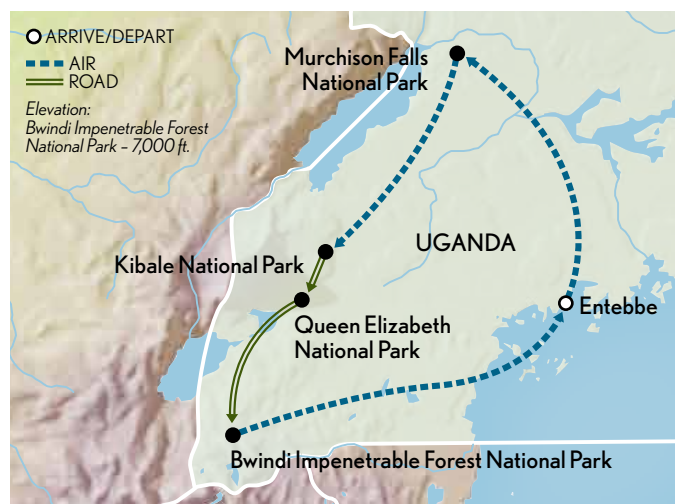 ARRIVE/DEPART
AIR
ROAD
Elevation:
Bwindi Impenetrable Forest
National Park – 7,000 ft.
Murchison Falls
National Park
UGANDA
Kibale National Park
Entebbe
Queen Elizabeth
National Park
Bwindi Impenetrable Forest National Park